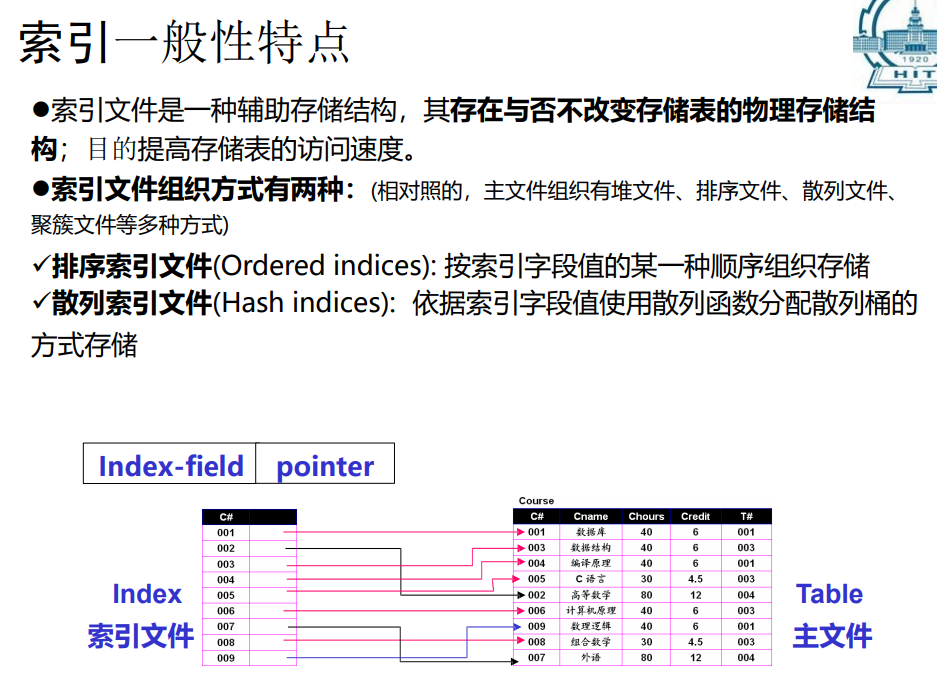 索引一般性特点
1920
HIT
●索引文件是一种辅助存储结构，其存在与否不改变存储表的物理存储结
构；目的提高存储表的访问速度。
●索引文件组织方式有两种：(相对照的，主文件组织有堆文件、排序文件、散列文件、
聚簇文件等多种方式)
✓排序索引文件(Ordered indices): 按索引字段值的某一种顺序组织存储
✓散列索引文件(Hash indices): 依据索引字段值使用散列函数分配散列桶的
方式存储
Index-field pointer
C#
001
002
003
004
005
006
007
008
009
Index
索引文件
Course
C# Cname Chours Credit T#
001 数据库 40 6 001
003 数据结构 40 6 003
004 编译原理 40 6 001
005 C 语言 30 4.5 003
002 高等数学 80 12 004
006 计算机原理 40 6 003
009 数理逻辑 40 6 001
008 组合数学 30 4.5 003
007 外语 80 12 004
Table
主文件